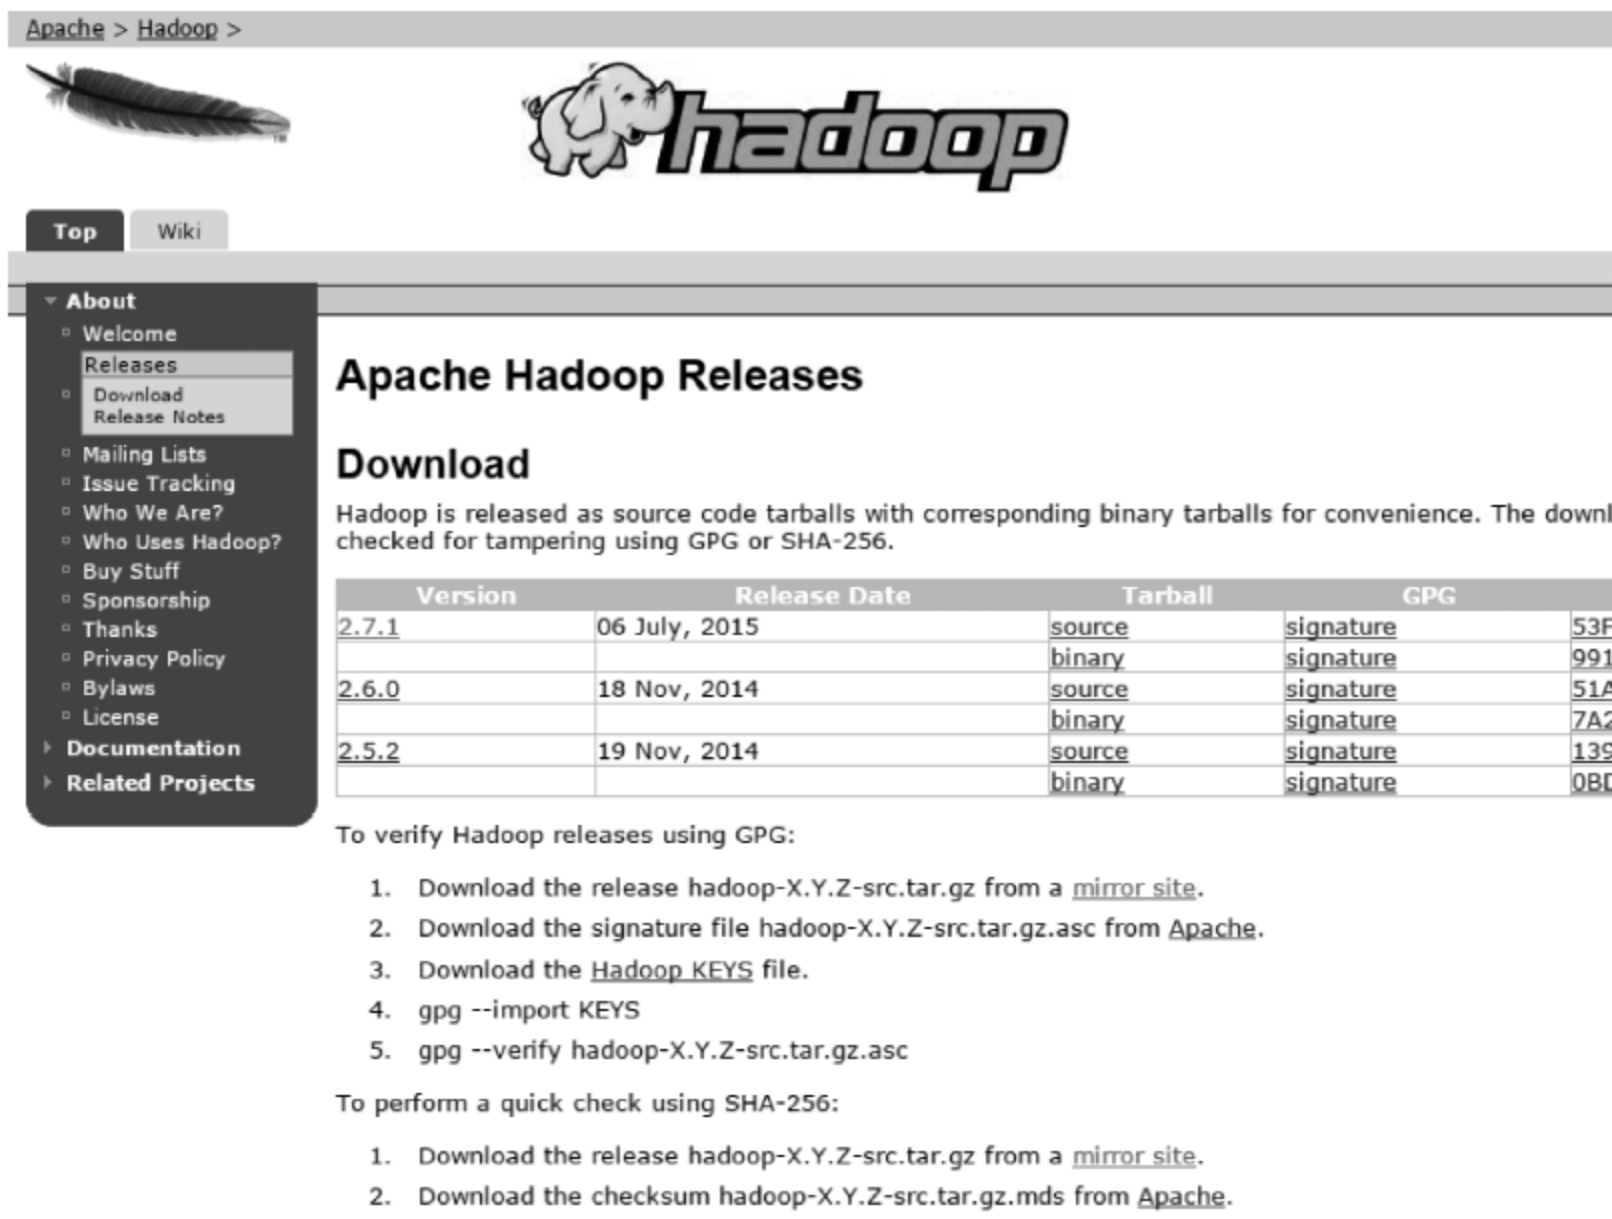 Apache > Hadoop >
TM
hadoop
Top Wiki
About
Welcome
Releases
Download
Release Notes
Mailing Lists
Issue Tracking
Who We Are?
Who Uses Hadoop?
Buy Stuff
Sponsorship
Thanks
Privacy Policy
Bylaws
License
Documentation
Related Projects
Apache Hadoop Releases
Download
Hadoop is released as source code tarballs with corresponding binary tarballs for convenience. The downl
checked for tampering using GPG or SHA-256.
Version Release Date Tarball GPG
2.7.1 06 July, 2015 source signature 53F
binary signature 991
2.6.0 18 Nov, 2014 source signature 51A
binary signature 7A2
2.5.2 19 Nov, 2014 source signature 139
binary signature 0BD
To verify Hadoop releases using GPG:
1. Download the release hadoop-X.Y.Z-src.tar.gz from a mirror site.
2. Download the signature file hadoop-X.Y.Z-src.tar.gz.asc from Apache.
3. Download the Hadoop KEYS file.
4. gpg --import KEYS
5. gpg --verify hadoop-X.Y.Z-src.tar.gz.asc
To perform a quick check using SHA-256:
1. Download the release hadoop-X.Y.Z-src.tar.gz from a mirror site.
2. Download the checksum hadoop-X.Y.Z-src.tar.gz.mds from Apache.